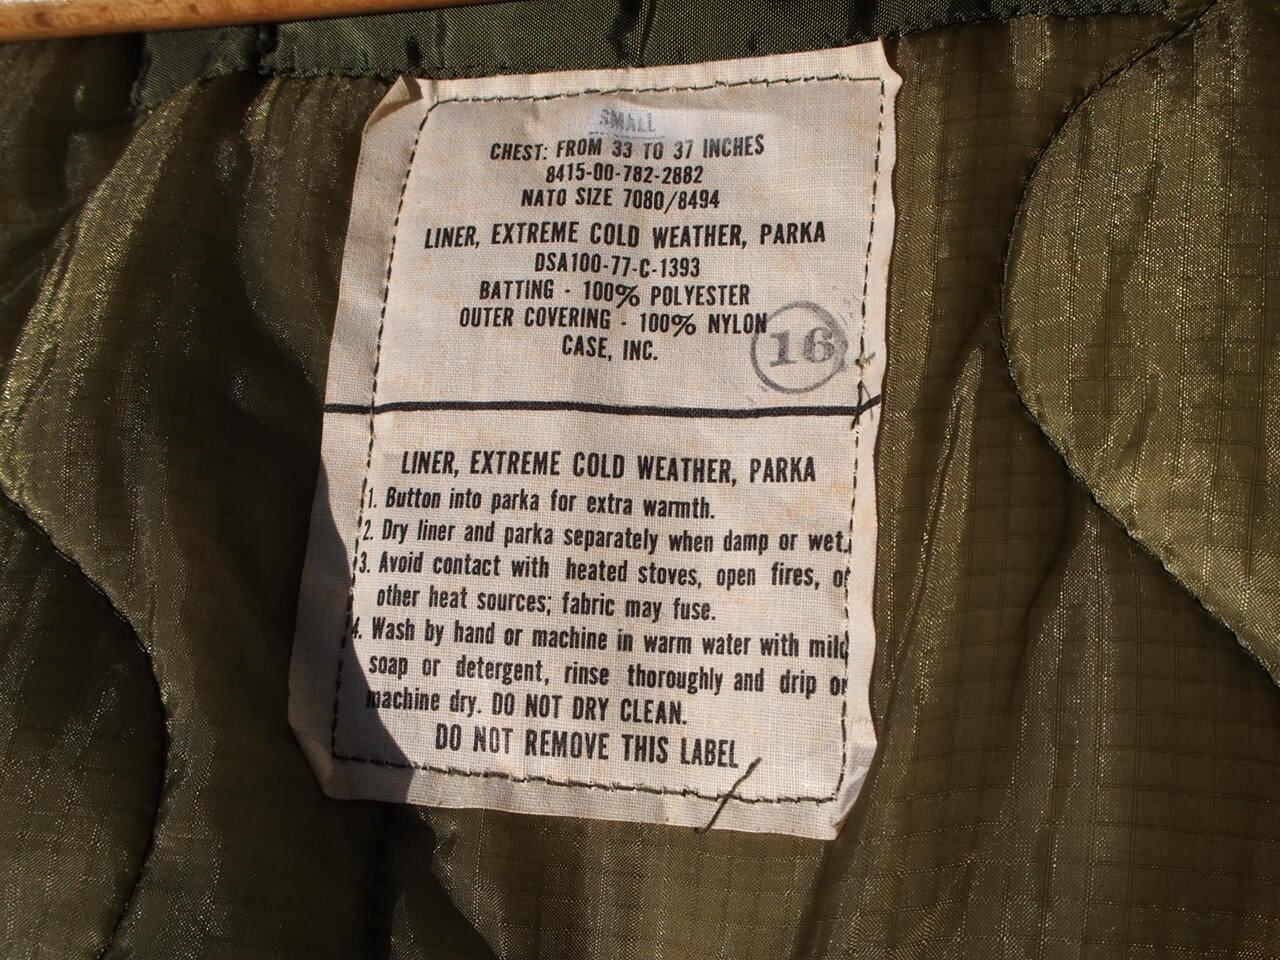 SMALL
CHEST: FROM 33 TO 37 INCHES
8415-00-782-2882
NATO SIZE 7080/8494
LINER, EXTREME COLD WEATHER, PARKA
DSA100-77-C-1393
BATTING - 100% POLYESTER
OUTER COVERING - 100% NYLON
CASE, INC.
16
LINER, EXTREME COLD WEATHER, PARKA
1. Button into parka for extra warmth.
2. Dry liner and parka separately when damp or wet.
3. Avoid contact with heated stoves, open fires, or
other heat sources; fabric may fuse.
4. Wash by hand or machine in warm water with mild
soap or detergent, rinse thoroughly and drip or
machine dry. DO NOT DRY CLEAN.
DO NOT REMOVE THIS LABEL